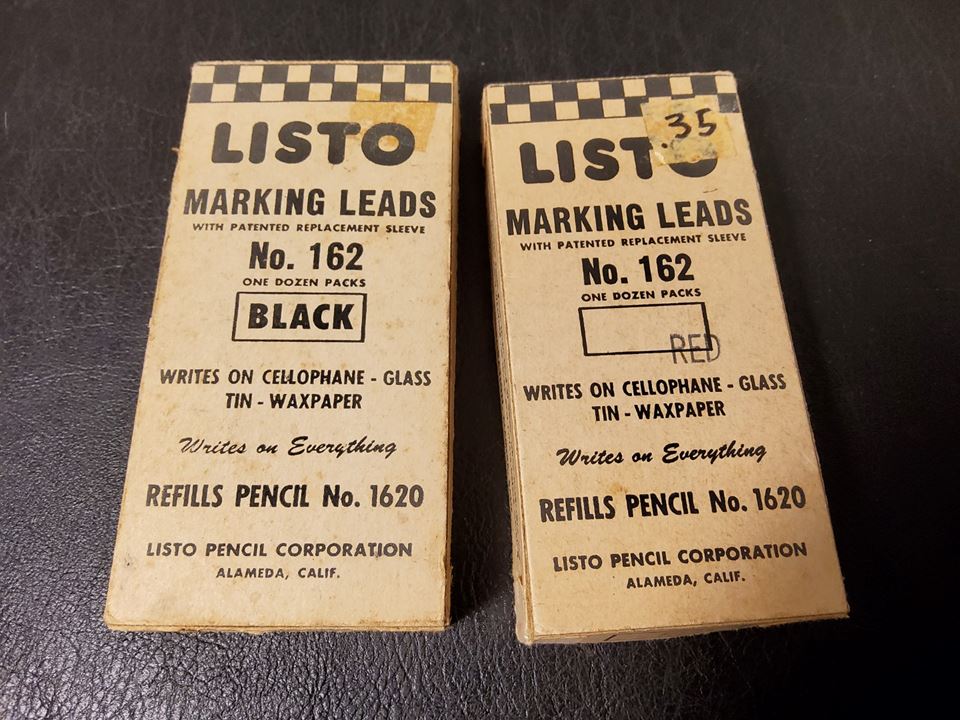 LISTO
MARKING LEADS
WITH PATENTED REPLACEMENT SLEEVE
No. 162
ONE DOZEN PACKS
BLACK
WRITES ON CELLOPHANE - GLASS
TIN - WAXPAPER
Writes on Everything
REFILLS PENCIL No. 1620
LISTO PENCIL CORPORATION
ALAMEDA, CALIF.
35
LISTO
MARKING LEADS
WITH PATENTED REPLACEMENT SLEEVE
No. 162
ONE DOZEN PACKS
RED
WRITES ON CELLOPHANE - GLASS
TIN - WAXPAPER
Writes on Everything
REFILLS PENCIL No. 1620
LISTO PENCIL CORPORATION
ALAMEDA, CALIF.